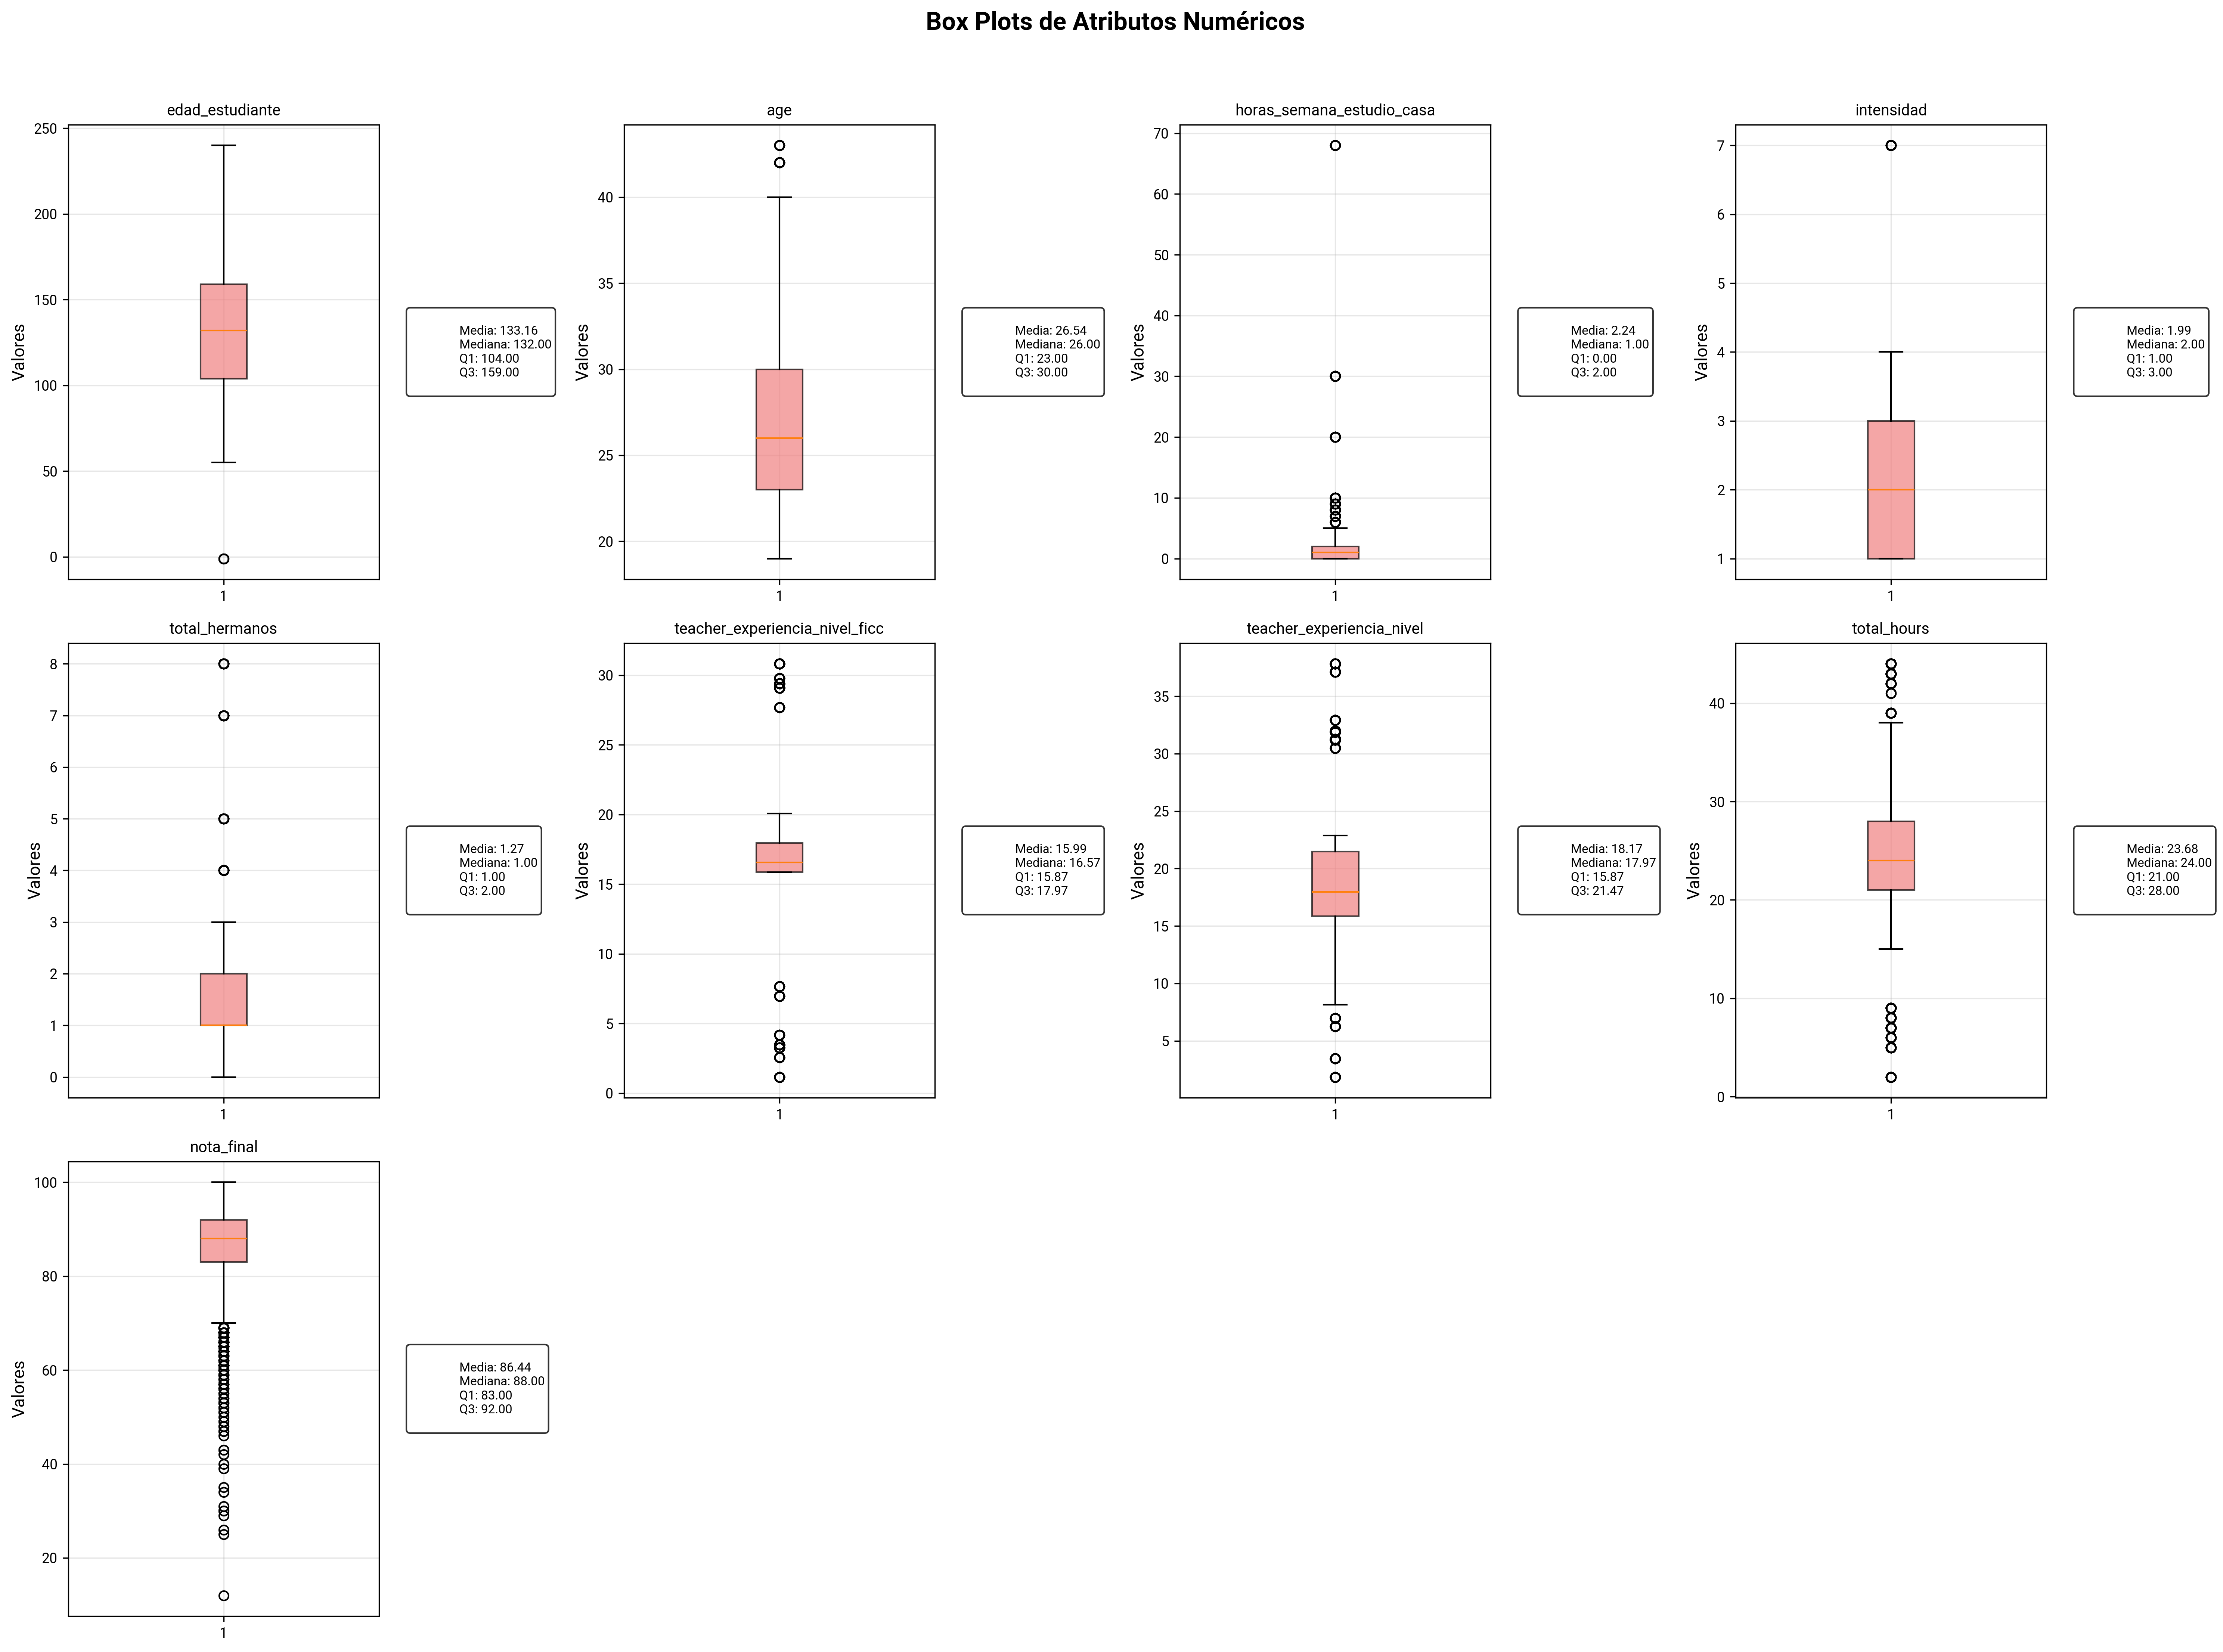 Box Plots de Atributos Numéricos
edad_estudiante
250
200
150
100
50
0
Valores
1
Media: 133.16
Mediana: 132.00
Q1: 104.00
Q3: 159.00
age
40
35
30
25
20
Valores
1
Media: 26.54
Mediana: 26.00
Q1: 23.00
Q3: 30.00
horas_semana_estudio_casa
70
60
50
40
30
20
10
0
Valores
1
Media: 2.24
Mediana: 1.00
Q1: 0.00
Q3: 2.00
intensidad
7
6
5
4
3
2
1
Valores
1
Media: 1.99
Mediana: 2.00
Q1: 1.00
Q3: 3.00
total_hermanos
8
7
6
5
4
3
2
1
0
Valores
1
Media: 1.27
Mediana: 1.00
Q1: 1.00
Q3: 2.00
teacher_experiencia_nivel_ficc
30
25
20
15
10
5
0
Valores
1
Media: 15.99
Mediana: 16.57
Q1: 15.87
Q3: 17.97
teacher_experiencia_nivel
35
30
25
20
15
10
5
Valores
1
Media: 18.17
Mediana: 17.97
Q1: 15.87
Q3: 21.47
total_hours
40
30
20
10
0
Valores
1
Media: 23.68
Mediana: 24.00
Q1: 21.00
Q3: 28.00
nota_final
100
80
60
40
20
Valores
1
Media: 86.44
Mediana: 88.00
Q1: 83.00
Q3: 92.00